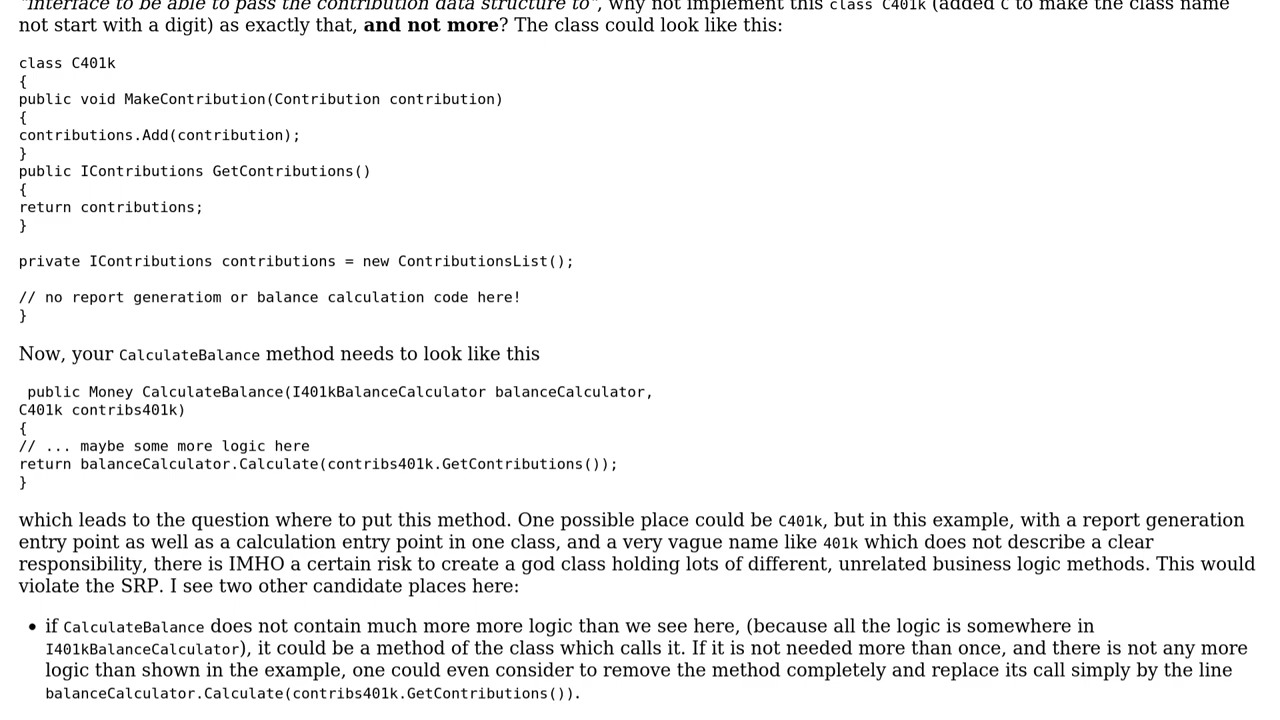 "interface to be able to pass the contribution data structure to", why not implement this class C401k (added C to make the class name
not start with a digit) as exactly that, and not more? The class could look like this:
class C401k
{
public void MakeContribution(Contribution contribution)
{
contributions.Add(contribution);
}
public IContributions GetContributions()
{
return contributions;
}
private IContributions contributions = new ContributionsList();
// no report generatiom or balance calculation code here!
}
Now, your CalculateBalance method needs to look like this
public Money CalculateBalance(I401kBalanceCalculator balanceCalculator,
C401k contribs401k)
{
// ... maybe some more logic here
return balanceCalculator.Calculate(contribs401k.GetContributions());
}
which leads to the question where to put this method. One possible place could be C401k, but in this example, with a report generation
entry point as well as a calculation entry point in one class, and a very vague name like 401k which does not describe a clear
responsibility, there is IMHO a certain risk to create a god class holding lots of different, unrelated business logic methods. This would
violate the SRP. I see two other candidate places here:
• if CalculateBalance does not contain much more more logic than we see here, (because all the logic is somewhere in
I401kBalanceCalculator), it could be a method of the class which calls it. If it is not needed more than once, and there is not any more
logic than shown in the example, one could even consider to remove the method completely and replace its call simply by the line
balanceCalculator.Calculate(contribs401k.GetContributions()).